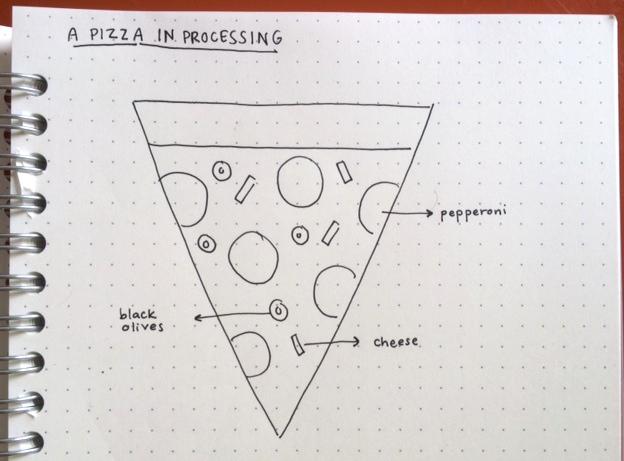 A PIZZA IN PROCESSING
pepperoni
black
olives
cheese